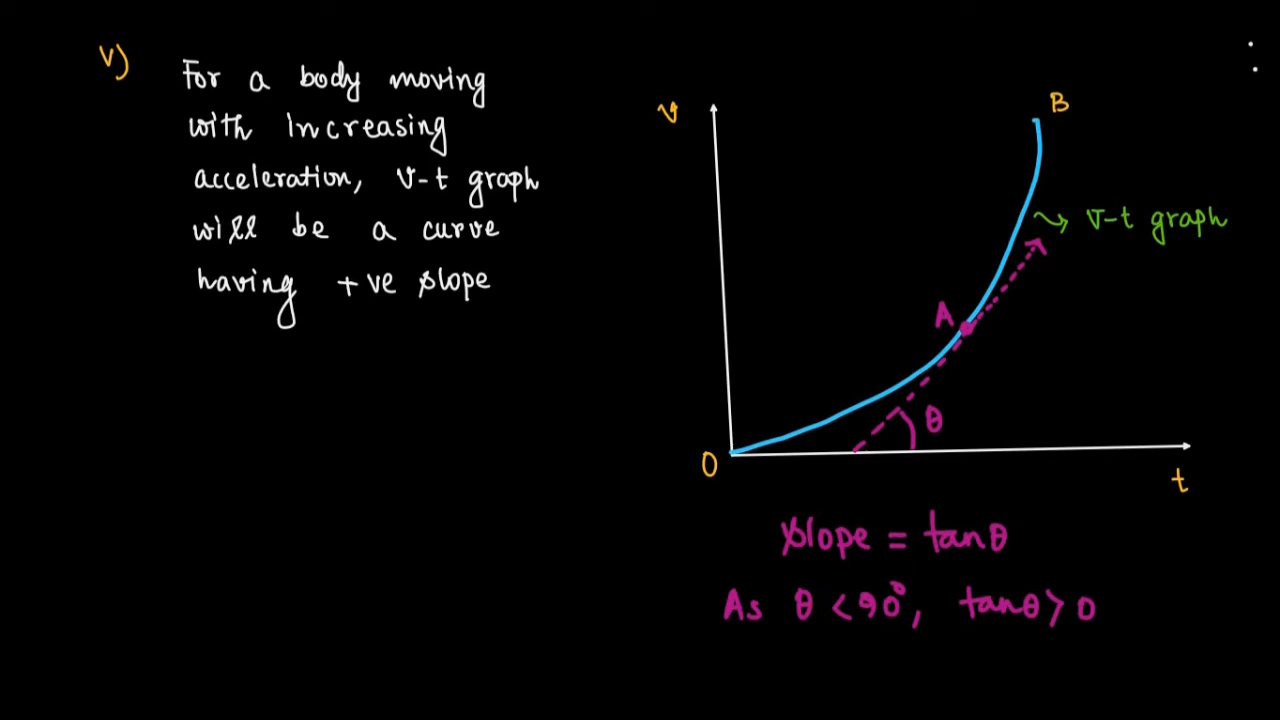 v)
For a body moving
with increasing
acceleration, v-t graph
will be a curve
having +ve slope
v
B
v-t graph
A
θ
O
t
slope = tanθ
As θ < 90°, tanθ > 0